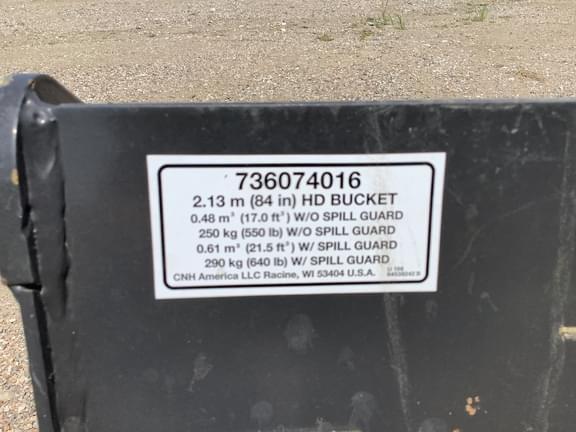 736074016
2.13 m (84 in) HD BUCKET
0.48 m³ (17.0 ft³) W/O SPILL GUARD
250 kg (550 lb) W/O SPILL GUARD
0.61 m³ (21.5 ft³) W/ SPILL GUARD
290 kg (640 lb) W/ SPILL GUARD
CNH America LLC Racine, WI 53404 U.S.A.